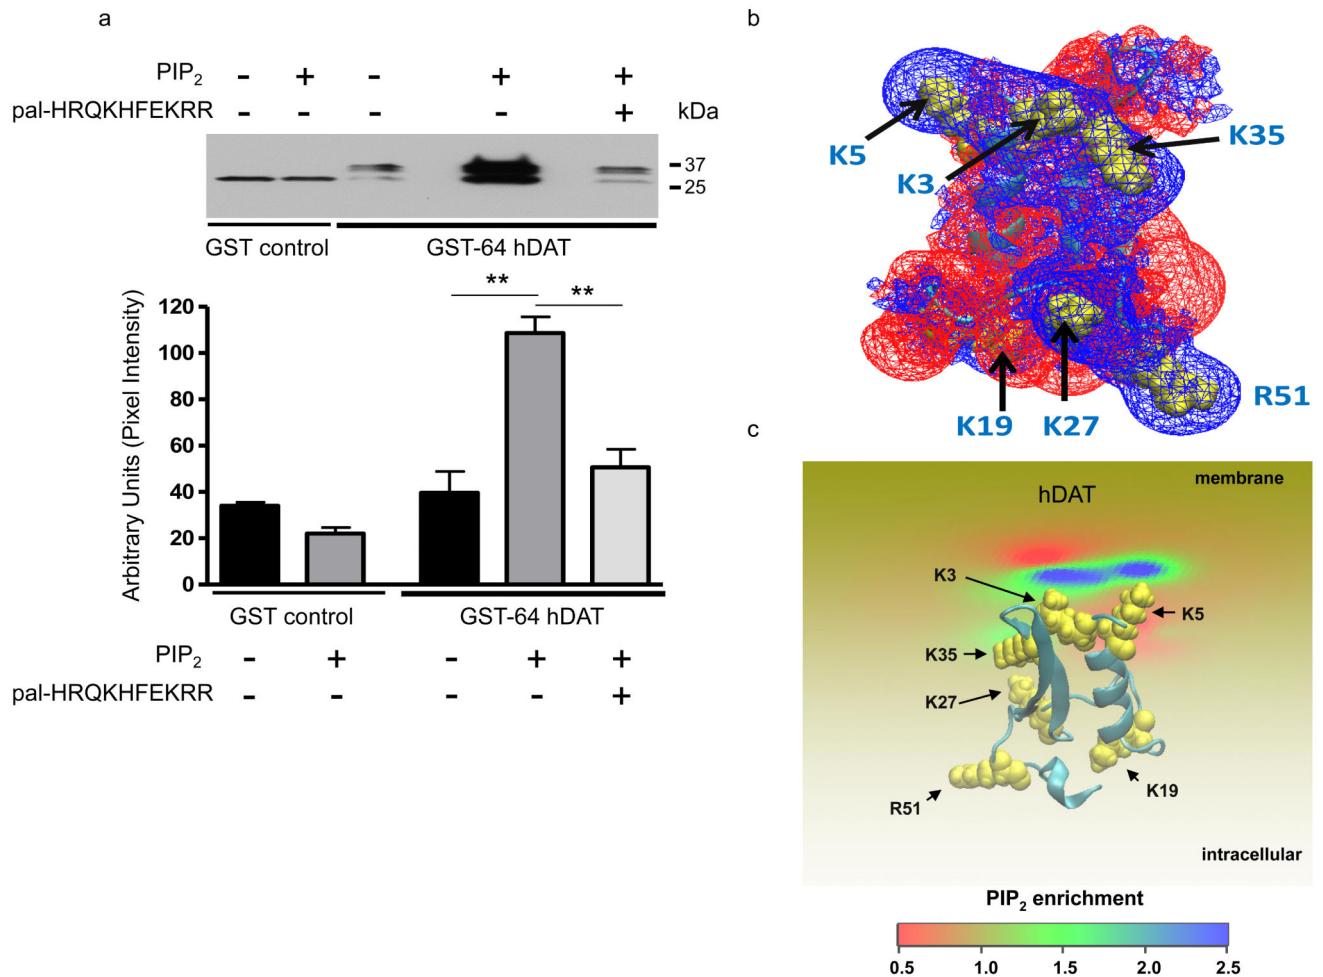 a
PIP2 - + - + +
pal-HRQKHFEKRR - - - - + kDa
37
25
GST control GST-64 hDAT
** **
Arbitrary Units (Pixel Intensity)
120
100
80
60
40
20
0
GST control GST-64 hDAT
PIP2 - + - + +
pal-HRQKHFEKRR - - - - +
b
K5
K3
K35
K19
K27
R51
c
membrane
hDAT
K3
K5
K35
K27
K19
R51
intracellular
PIP2 enrichment
0.5 1.0 1.5 2.0 2.5